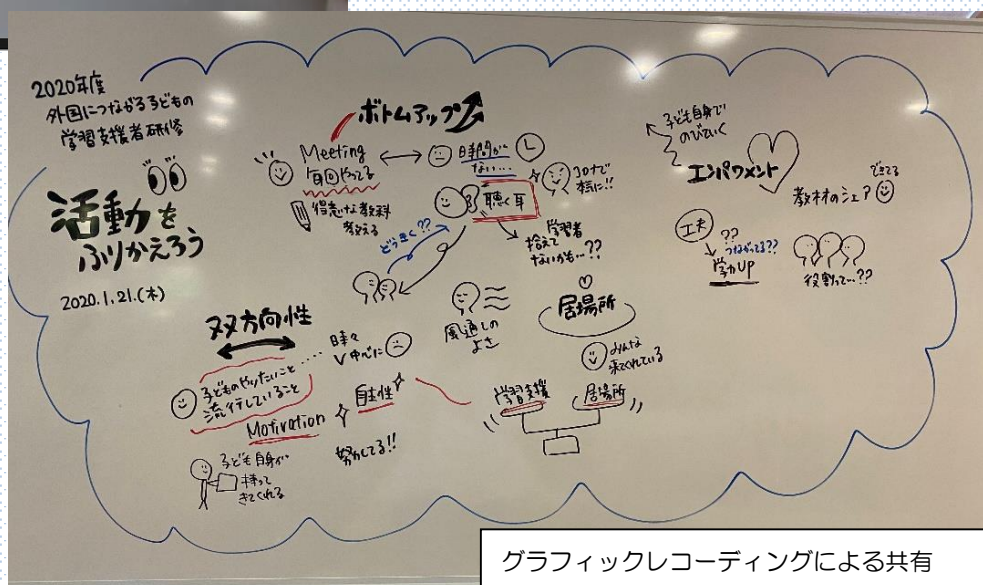 2020年度
外国につながる子どもの
学習支援者研修
活動を
ふりかえろう
2020.1.21.(木)
ボトムアップ
Meeting
毎回やってる
得意な教科
教える
時間が
ない...
聴く耳
コロナで
様に!!
どうきく??
学習者
拾えて
ないかも...??
風通しの
よさ
双方向性
時々
V中心に
子どものやりたいこと
流行していること
Motivation
自主性
努力してる!!
子ども自身が
持って
きてくれる
居場所
みんな
来てくれている
学習支援
居場所
子ども自身で
のびていく
エンパワメント
できてる
教材のシェア
工夫
??
つながってる??
学力UP
役割って...??
グラフィックレコーディングによる共有